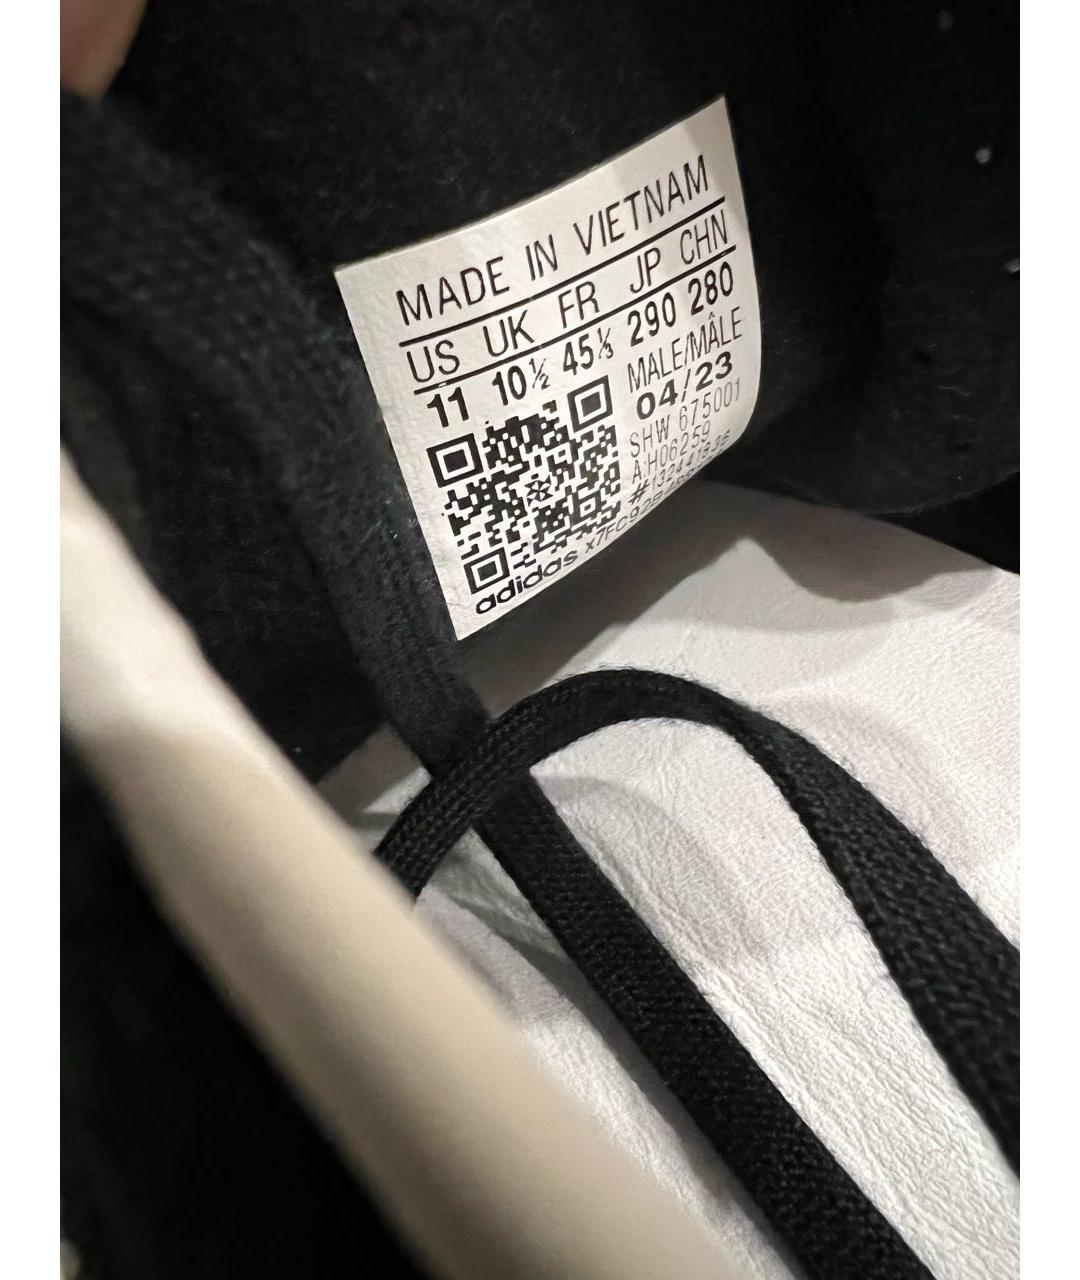 MADE IN VIETNAM
US UK FR JP CHN
11 10½ 45⅓ 290 280
MALE/MÂLE
04/23
SHW 675001
A:H06259
adidas